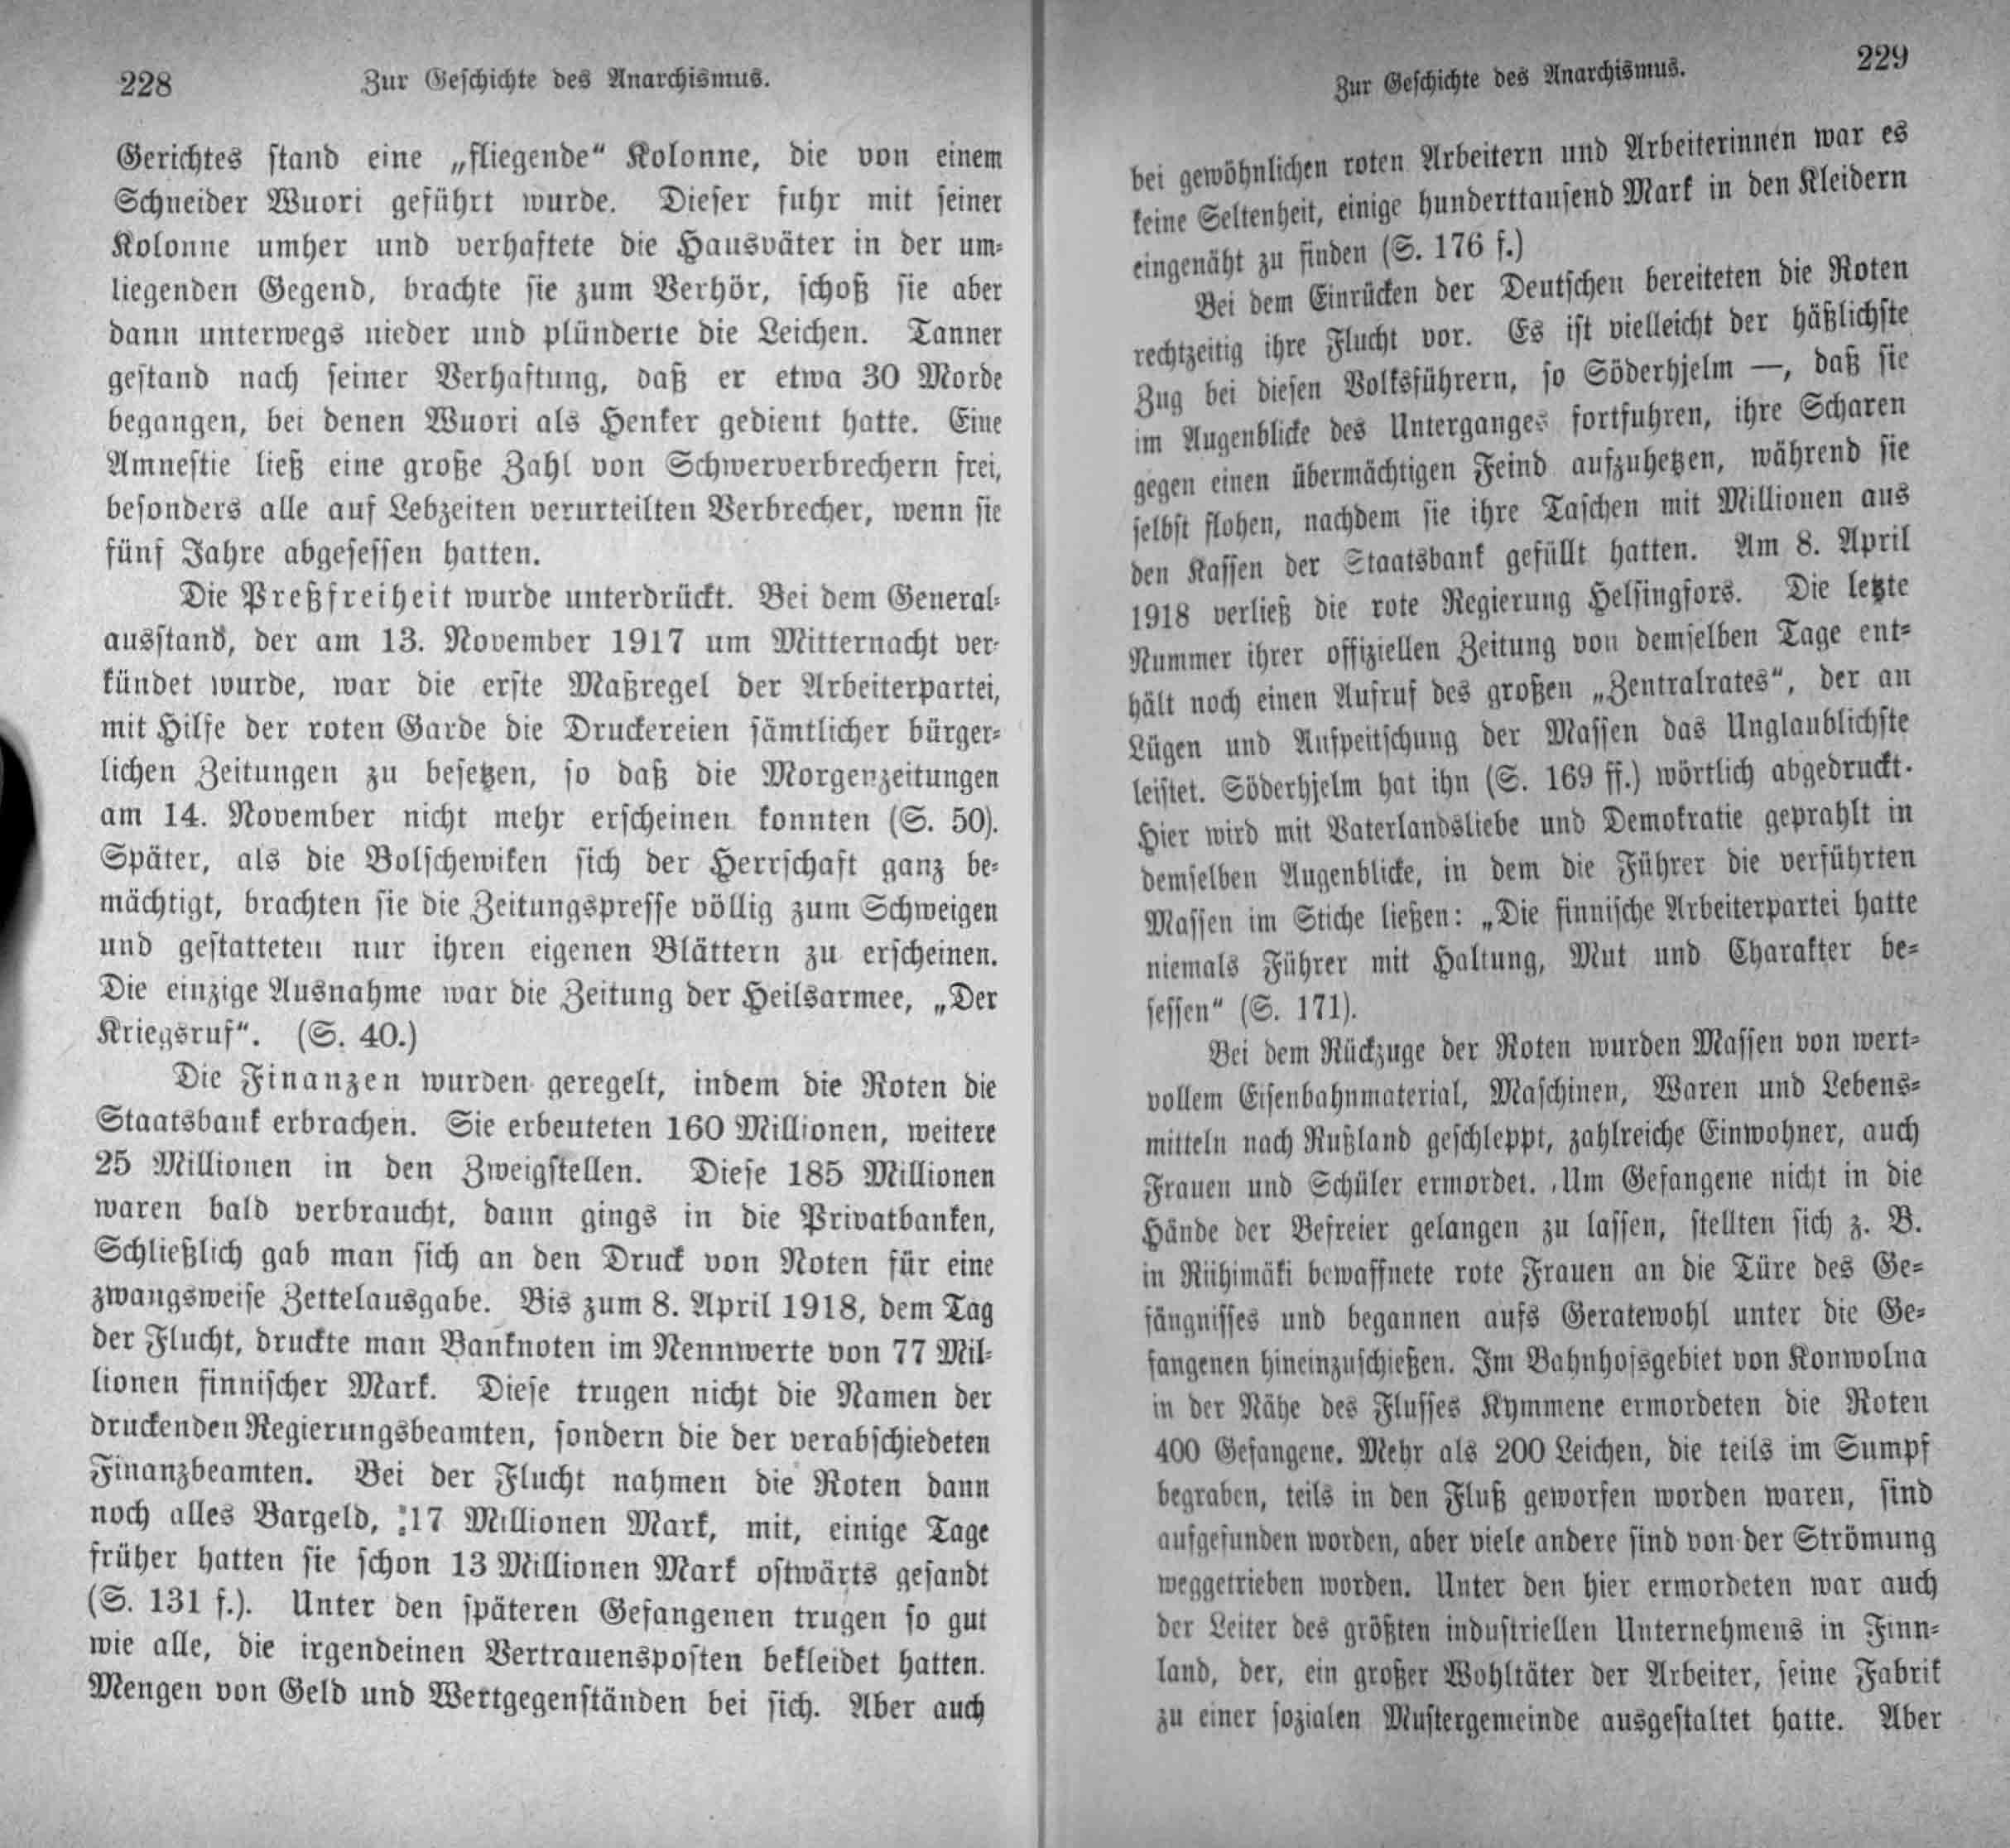 228
Zur Geschichte des Anarchismus.
Gerichtes stand eine „fliegende“ Kolonne, die von einem
Schneider Wuori geführt wurde. Dieser fuhr mit seiner
Kolonne umher und verhaftete die Hausväter in der um-
liegenden Gegend, brachte sie zum Verhör, schoß sie aber
dann unterwegs nieder und plünderte die Leichen. Tanner
gestand nach seiner Verhaftung, daß er etwa 30 Morde
begangen, bei denen Wuori als Henker gedient hatte. Eine
Amnestie ließ eine große Zahl von Schwerverbrechern frei,
besonders alle auf Lebzeiten verurteilten Verbrecher, wenn sie
fünf Jahre abgesessen hatten.
Die Preßfreiheit wurde unterdrückt. Bei dem General-
ausstand, der am 13. November 1917 um Mitternacht ver-
kündet wurde, war die erste Maßregel der Arbeiterpartei,
mit Hilfe der roten Garde die Druckereien sämtlicher bürger-
lichen Zeitungen zu besetzen, so daß die Morgenzeitungen
am 14. November nicht mehr erscheinen konnten (S. 50).
Später, als die Bolschewiken sich der Herrschaft ganz be-
mächtigt, brachten sie die Zeitungspresse völlig zum Schweigen
und gestatteten nur ihren eigenen Blättern zu erscheinen.
Die einzige Ausnahme war die Zeitung der Heilsarmee, „Der
Kriegsruf“. (S. 40.)
Die Finanzen wurden geregelt, indem die Roten die
Staatsbank erbrachen. Sie erbeuteten 160 Millionen, weitere
25 Millionen in den Zweigstellen. Diese 185 Millionen
waren bald verbraucht, dann gings in die Privatbanken,
Schließlich gab man sich an den Druck von Noten für eine
zwangsweise Zettelausgabe. Bis zum 8. April 1918, dem Tag
der Flucht, druckte man Banknoten im Nennwerte von 77 Mil-
lionen finnischer Mark. Diese trugen nicht die Namen der
druckenden Regierungsbeamten, sondern die der verabschiedeten
Finanzbeamten. Bei der Flucht nahmen die Roten dann
noch alles Bargeld, 17 Millionen Mark, mit, einige Tage
früher hatten sie schon 13 Millionen Mark ostwärts gesandt
(S. 131 f.). Unter den späteren Gefangenen trugen so gut
wie alle, die irgendeinen Vertrauensposten bekleidet hatten.
Mengen von Geld und Wertgegenständen bei sich. Aber auch
Zur Geschichte des Anarchismus.
229
bei gewöhnlichen roten Arbeitern und Arbeiterinnen war es
keine Seltenheit, einige hunderttausend Mark in den Kleidern
eingenäht zu finden (S. 176 f.)
Bei dem Einrücken der Deutschen bereiteten die Roten
rechtzeitig ihre Flucht vor. Es ist vielleicht der häßlichste
Zug bei diesen Volksführern, so Söderhjelm —, daß sie
im Augenblicke des Unterganges fortfuhren, ihre Scharen
gegen einen übermächtigen Feind aufzuhetzen, während sie
selbst flohen, nachdem sie ihre Taschen mit Millionen aus
den Kassen der Staatsbank gefüllt hatten. Am 8. April
1918 verließ die rote Regierung Helsingfors. Die letzte
Nummer ihrer offiziellen Zeitung von demselben Tage ent-
hält noch einen Aufruf des großen „Zentralrates“, der an
Lügen und Aufpeitschung der Massen das Unglaublichste
leistet. Söderhjelm hat ihn (S. 169 ff.) wörtlich abgedruckt.
Hier wird mit Vaterlandsliebe und Demokratie geprahlt in
demselben Augenblicke, in dem die Führer die verführten
Massen im Stiche ließen: „Die finnische Arbeiterpartei hatte
niemals Führer mit Haltung, Mut und Charakter be-
sessen“ (S. 171).
Bei dem Rückzuge der Roten wurden Massen von wert-
vollem Eisenbahnmaterial, Maschinen, Waren und Lebens-
mitteln nach Rußland geschleppt, zahlreiche Einwohner, auch
Frauen und Schüler ermordet. Um Gefangene nicht in die
Hände der Befreier gelangen zu lassen, stellten sich z. B.
in Riihimäki bewaffnete rote Frauen an die Türe des Ge-
fängnisses und begannen aufs Geratewohl unter die Ge-
fangenen hineinzuschießen. Im Bahnhofsgebiet von Konwolna
in der Nähe des Flusses Kymmene ermordeten die Roten
400 Gefangene. Mehr als 200 Leichen, die teils im Sumpf
begraben, teils in den Fluß geworfen worden waren, sind
aufgefunden worden, aber viele andere sind von der Strömung
weggetrieben worden. Unter den hier ermordeten war auch
der Leiter des größten industriellen Unternehmens in Finn-
land, der, ein großer Wohltäter der Arbeiter, seine Fabrik
zu einer sozialen Mustergemeinde ausgestaltet hatte. Aber